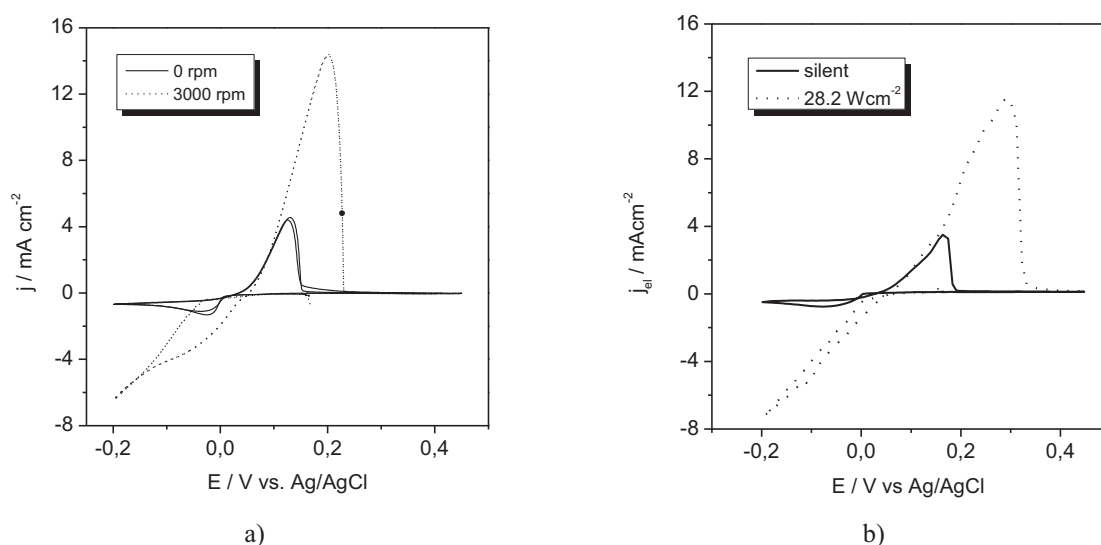 16
12
8
4
0
-4
-8
j / mA cm-2
0 rpm
3000 rpm
-0,2
0,0
0,2
0,4
E / V vs. Ag/AgCl
a)
16
12
8
4
0
-4
-8
jel / mAcm-2
silent
28.2 Wcm-2
-0,2
0,0
0,2
0,4
E / V vs Ag/AgCl
b)